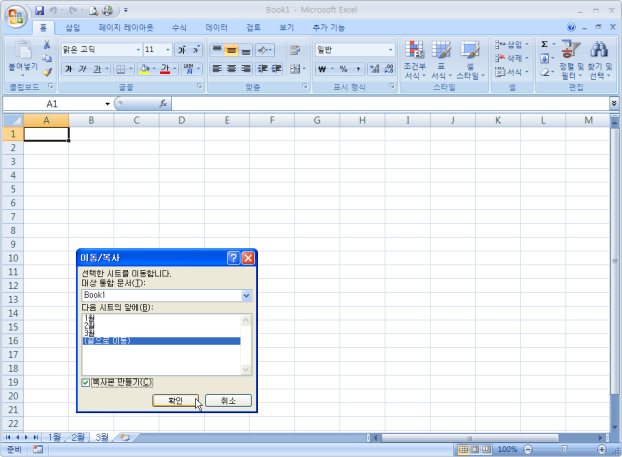 Book1 - Microsoft Excel
홈 삽입 페이지 레이아웃 수식 데이터 검토 보기 추가 기능
맑은 고딕 11 일반
붙여넣기 가 가 가 가 % , 조건부 서식 표 서식 셀 스타일 삽입 삭제 서식 Σ 정렬 및 필터 찾기 및 선택
클립보드 글꼴 맞춤 표시 형식 스타일 셀 편집
A1 fx
A B C D E F G H I J K L M
1
2
3
4
5
6
7
8
9
10
11
12
13
14
15
16
17
18
19
20
21
22
이동/복사
선택한 시트를 이동합니다.
대상 통합 문서(T):
Book1
다음 시트의 앞에(B):
1월
2월
3월
(끝으로 이동)
복사본 만들기(C)
확인 취소
1월 2월 3월
준비 100%